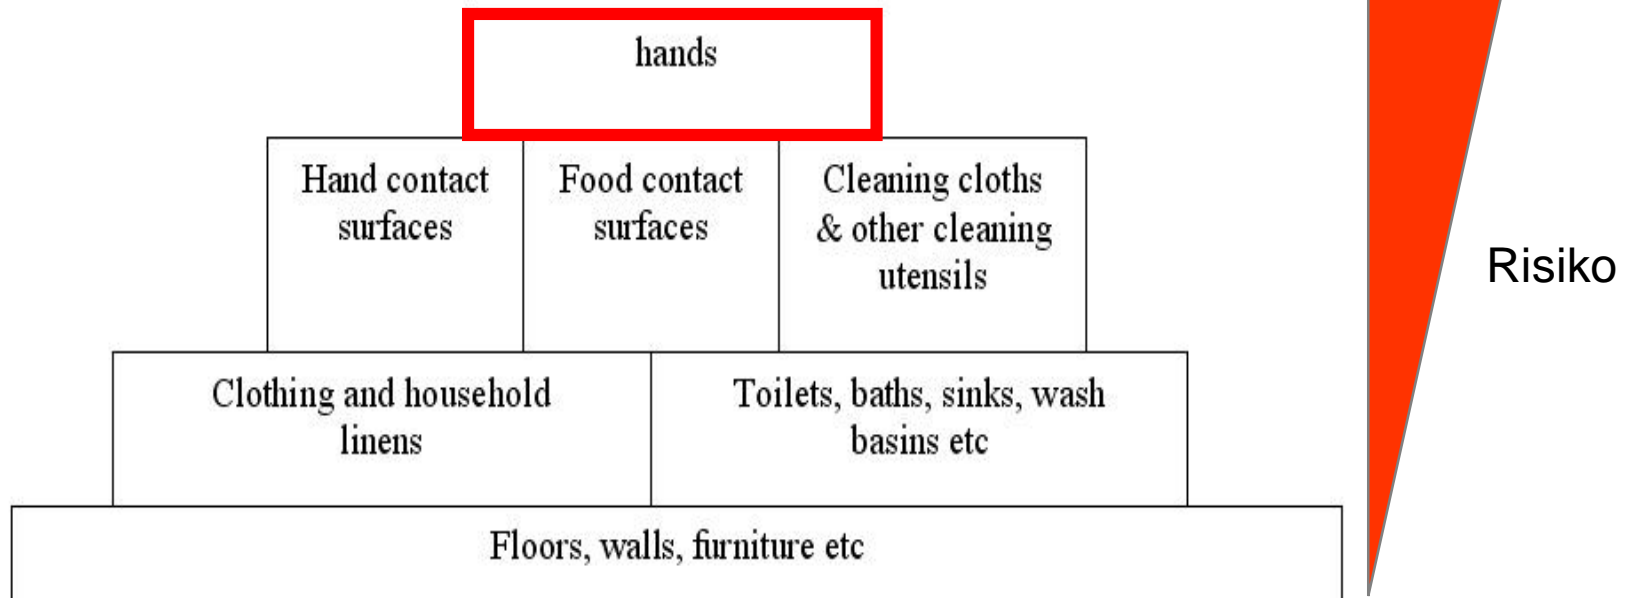 hands
Hand contact
surfaces
Food contact
surfaces
Cleaning cloths
& other cleaning
utensils
Risiko
Clothing and household
linens
Toilets, baths, sinks, wash
basins etc
Floors, walls, furniture etc